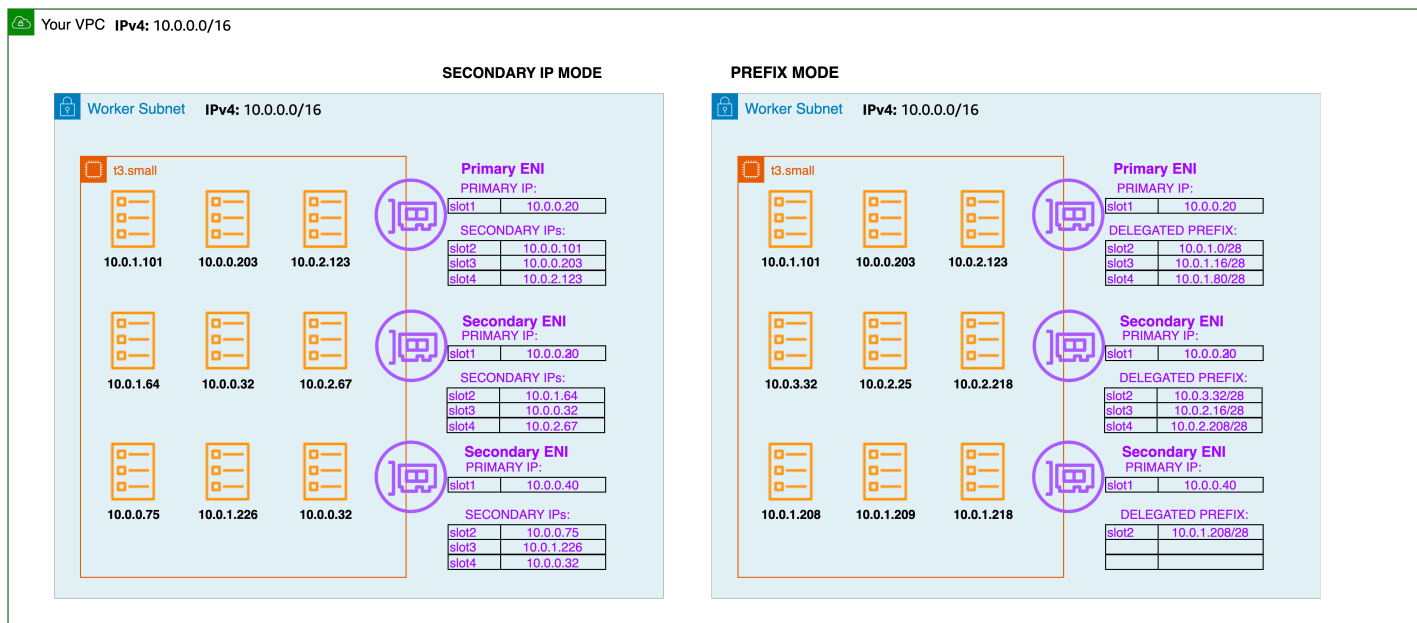 Your VPC IPv4: 10.0.0.0/16
SECONDARY IP MODE
Worker Subnet IPv4: 10.0.0.0/16
t3.small
10.0.1.101 10.0.0.203 10.0.2.123
10.0.1.64 10.0.0.32 10.0.2.67
10.0.0.75 10.0.1.226 10.0.0.32
Primary ENI
PRIMARY IP:
slot1 10.0.0.20
SECONDARY IPs:
slot2 10.0.0.101
slot3 10.0.0.203
slot4 10.0.2.123
Secondary ENI
PRIMARY IP:
slot1
SECONDARY IPs:
slot2 10.0.1.64
slot3 10.0.0.32
slot4 10.0.2.67
Secondary ENI
PRIMARY IP:
slot1 10.0.0.40
SECONDARY IPs:
slot2 10.0.0.75
slot3 10.0.1.226
slot4 10.0.0.32
PREFIX MODE
Worker Subnet IPv4: 10.0.0.0/16
t3.small
10.0.1.101 10.0.0.203 10.0.2.123
10.0.3.32 10.0.2.25 10.0.2.218
10.0.1.208 10.0.1.209 10.0.1.218
Primary ENI
PRIMARY IP:
slot1 10.0.0.20
DELEGATED PREFIX:
slot2 10.0.1.0/28
slot3 10.0.1.16/28
slot4 10.0.1.80/28
Secondary ENI
PRIMARY IP:
slot1
DELEGATED PREFIX:
slot2 10.0.3.32/28
slot3 10.0.2.16/28
slot4 10.0.2.208/28
Secondary ENI
PRIMARY IP:
slot1 10.0.0.40
DELEGATED PREFIX:
slot2 10.0.1.208/28